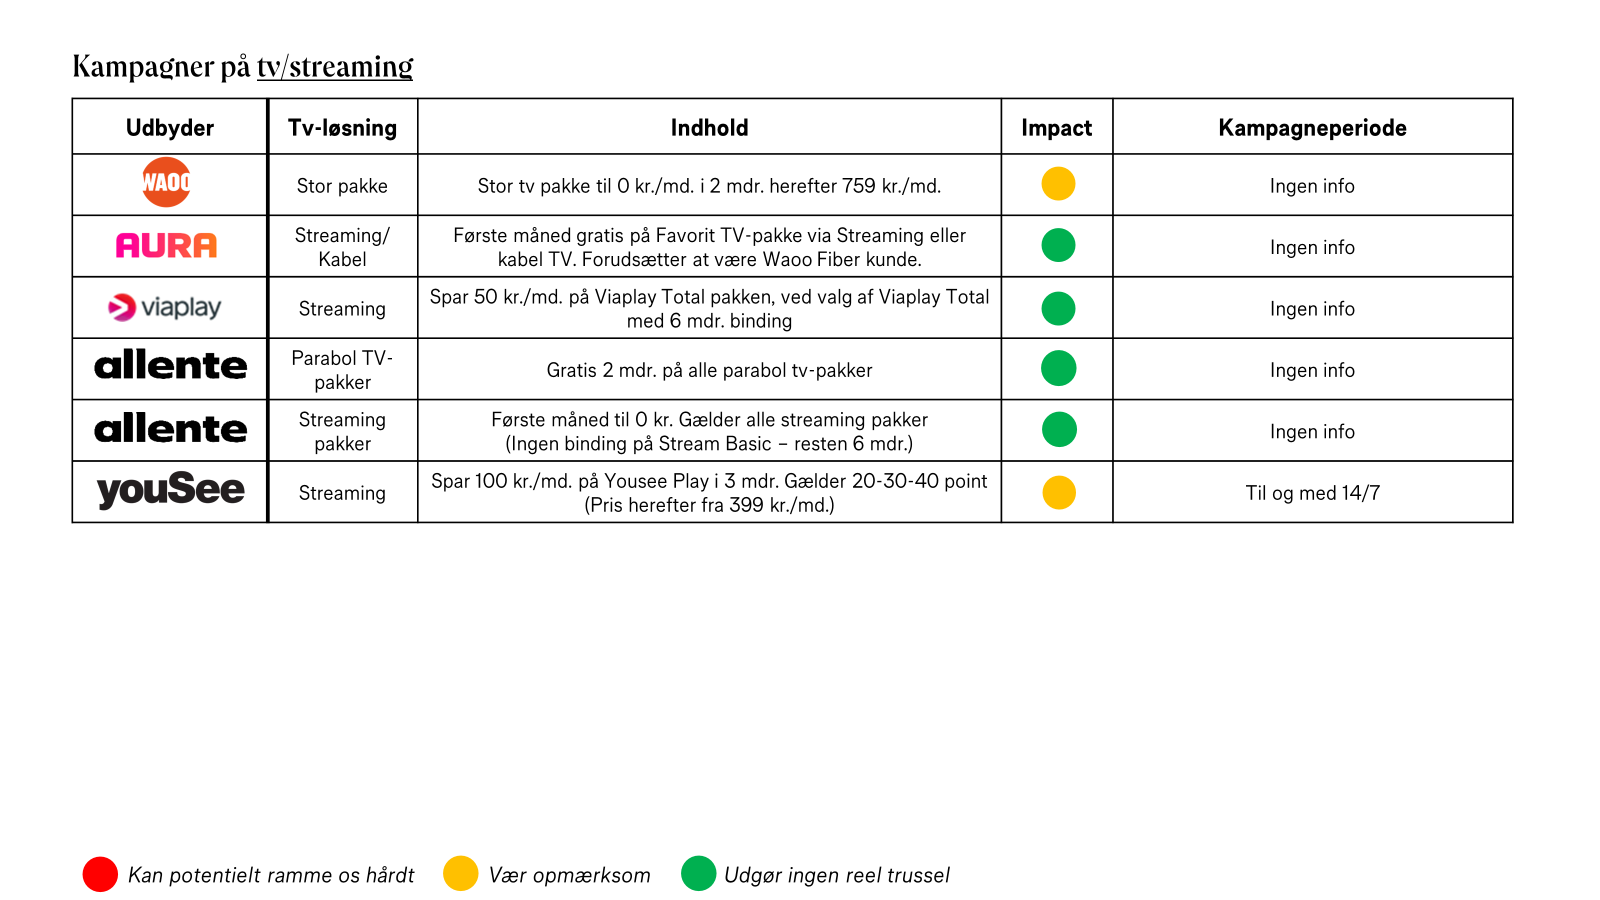 Kampagner på tv/streaming
Udbyder
Tv-løsning
Indhold
Impact
Kampagneperiode
WAOO
Stor pakke
Stor tv pakke til 0 kr./md. i 2 mdr. herefter 759 kr./md.
Ingen info
AURA
Streaming/
Kabel
Første måned gratis på Favorit TV-pakke via Streaming eller
kabel TV. Forudsætter at være Waoo Fiber kunde.
Ingen info
viaplay
Streaming
Spar 50 kr./md. på Viaplay Total pakken, ved valg af Viaplay Total
med 6 mdr. binding
Ingen info
allente
Parabol TV-
pakker
Gratis 2 mdr. på alle parabol tv-pakker
Ingen info
allente
Streaming
pakker
Første måned til 0 kr. Gælder alle streaming pakker
(Ingen binding på Stream Basic – resten 6 mdr.)
Ingen info
youSee
Streaming
Spar 100 kr./md. på Yousee Play i 3 mdr. Gælder 20-30-40 point
(Pris herefter fra 399 kr./md.)
Til og med 14/7
Kan potentielt ramme os hårdt
Vær opmærksom
Udgør ingen reel trussel